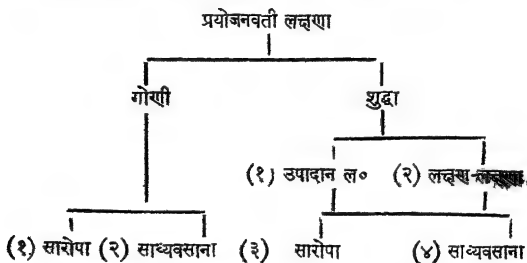 प्रयोजनवती लक्षणा
गोणी शुद्धा
(१) उपादान ल० (२) लक्षण-लक्षणा
(१) सारोपा (२) साध्यवसाना (३) सारोपा (४) साध्यवसाना